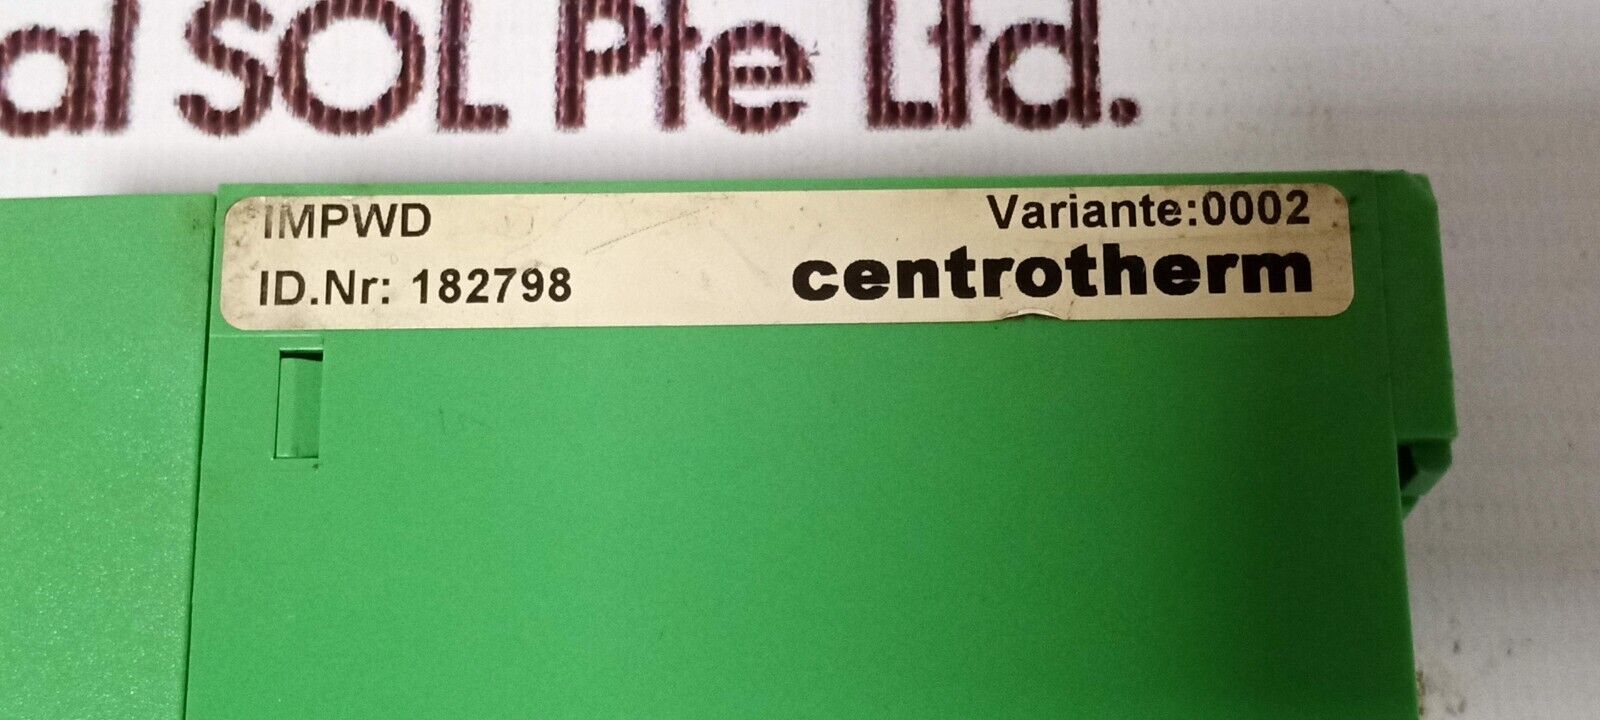 al SOL Pte Ltd.
IMPWD Variante:0002
ID.Nr: 182798 centrotherm